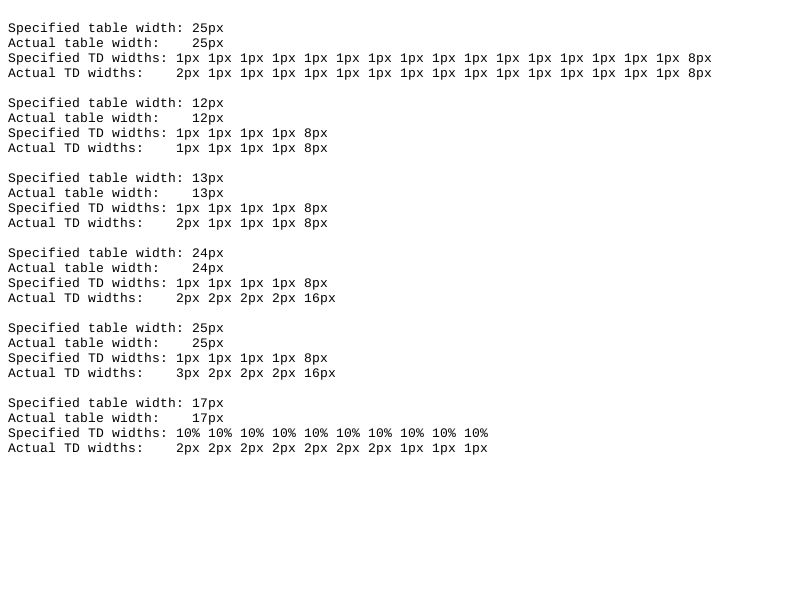 Specified table width: 25px
Actual table width:    25px
Specified TD widths: 1px 1px 1px 1px 1px 1px 1px 1px 1px 1px 1px 1px 1px 1px 1px 1px 8px
Actual TD widths:    2px 1px 1px 1px 1px 1px 1px 1px 1px 1px 1px 1px 1px 1px 1px 1px 8px
Specified table width: 12px
Actual table width:    12px
Specified TD widths: 1px 1px 1px 1px 8px
Actual TD widths:    1px 1px 1px 1px 8px
Specified table width: 13px
Actual table width:    13px
Specified TD widths: 1px 1px 1px 1px 8px
Actual TD widths:    2px 1px 1px 1px 8px
Specified table width: 24px
Actual table width:    24px
Specified TD widths: 1px 1px 1px 1px 8px
Actual TD widths:    2px 2px 2px 2px 16px
Specified table width: 25px
Actual table width:    25px
Specified TD widths: 1px 1px 1px 1px 8px
Actual TD widths:    3px 2px 2px 2px 16px
Specified table width: 17px
Actual table width:    17px
Specified TD widths: 10% 10% 10% 10% 10% 10% 10% 10% 10% 10%
Actual TD widths:    2px 2px 2px 2px 2px 2px 2px 1px 1px 1px